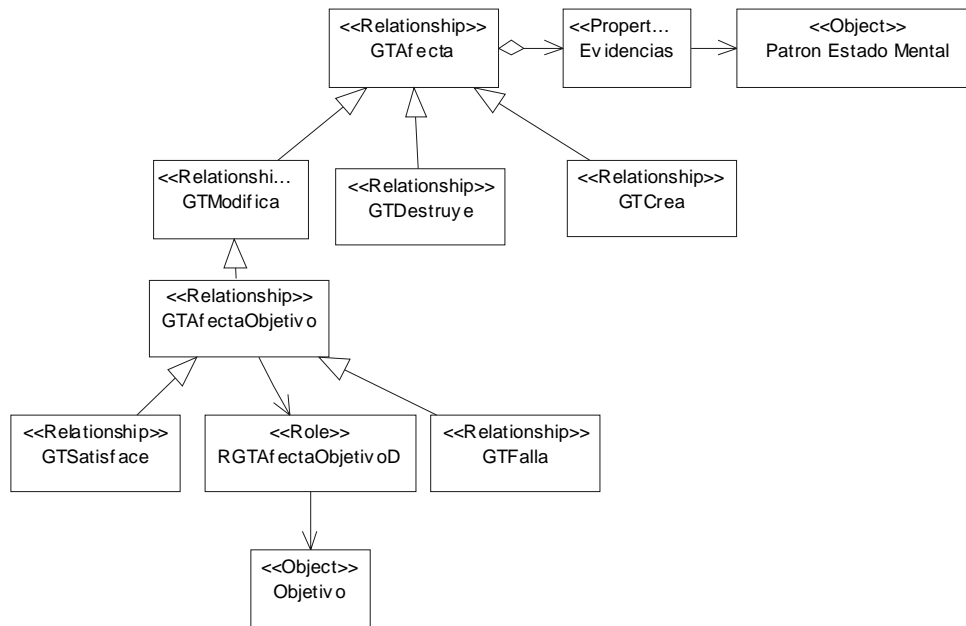 <<Relationship>>
GTAfecta
<<Propert...
Evidencias
<<Object>>
Patron Estado Mental
<<Relationshi...
GTModifica
<<Relationship>>
GTDestruye
<<Relationship>>
GTCrea
<<Relationship>>
GTAfectaObjetivo
<<Relationship>>
GTSatisface
<<Role>>
RGTAfectaObjetivoD
<<Relationship>>
GTFalla
<<Object>>
Objetivo